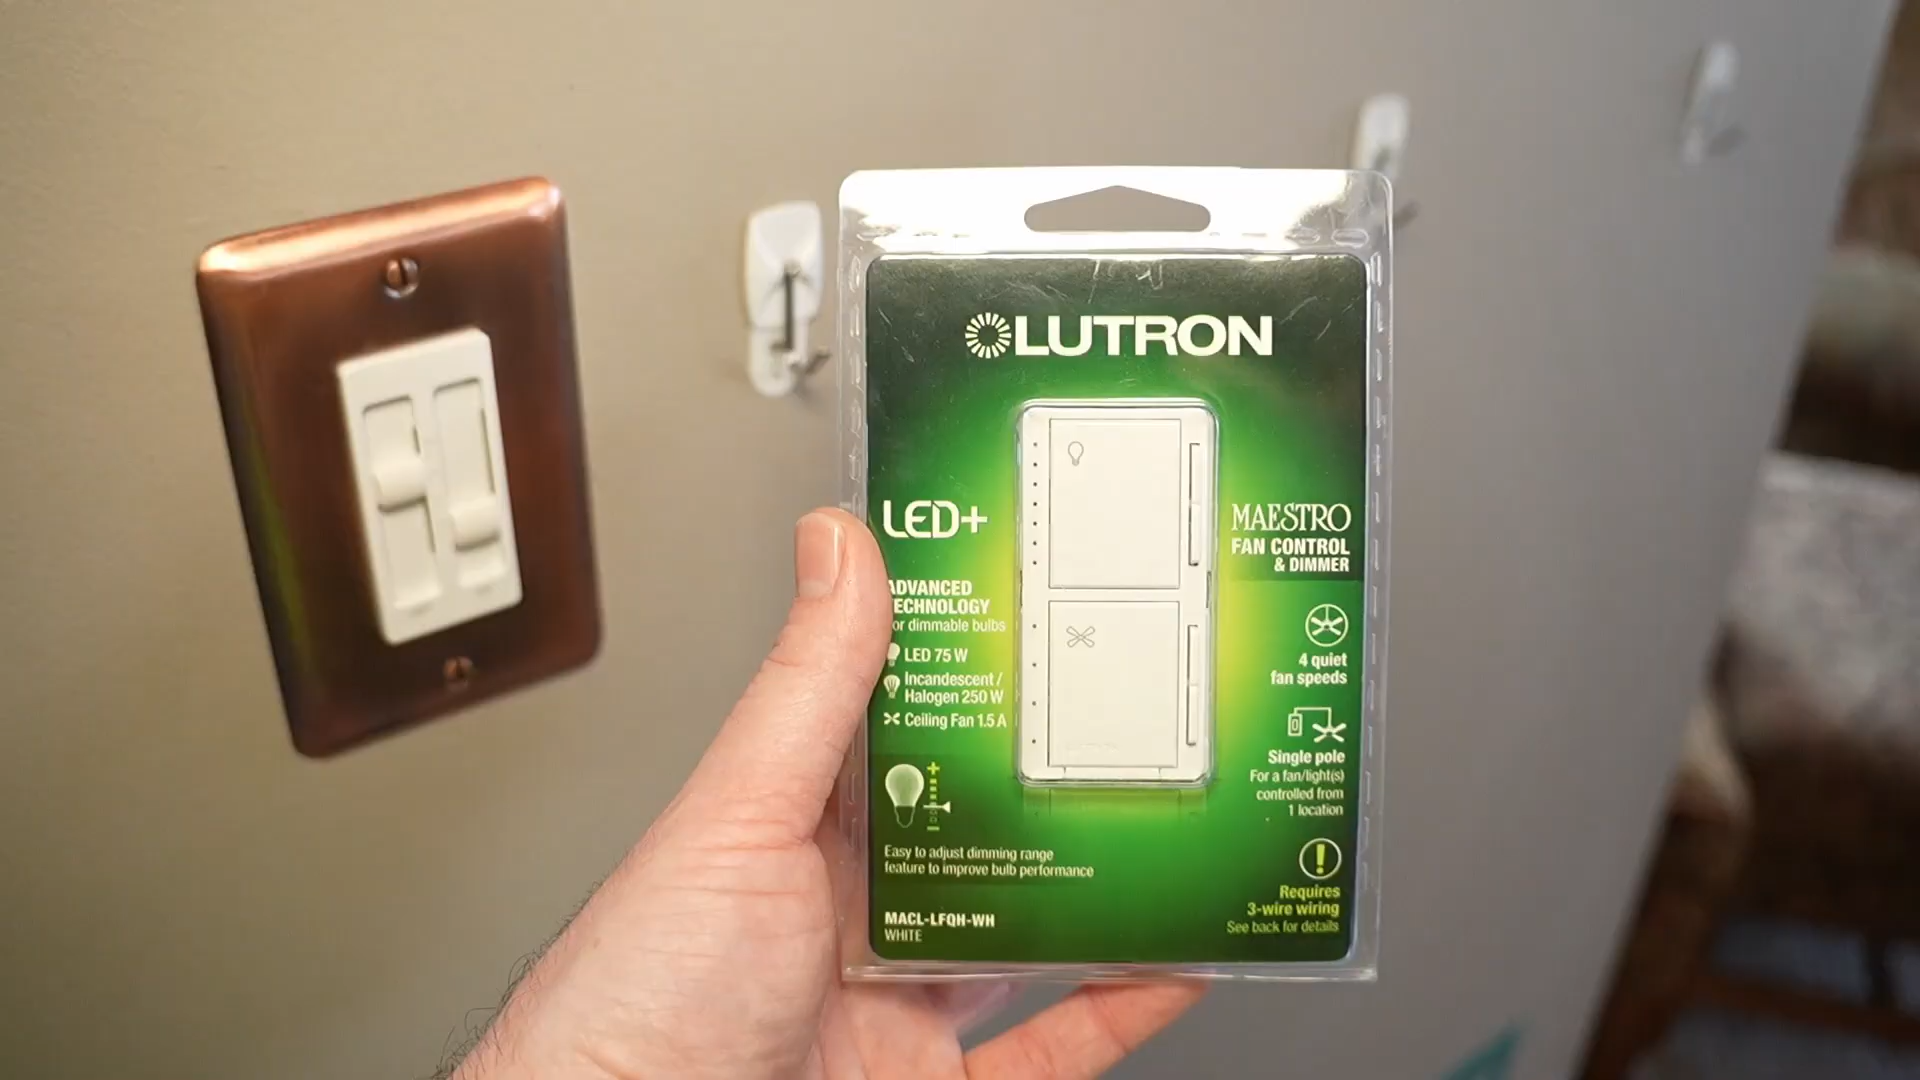 LUTRON
LED+
ADVANCED
ECHNOLOGY
or dimmable bulbs
LED 75 W
Incandescent /
Halogen 250 W
Ceiling Fan 1.5 A
Easy to adjust dimming range
feature to improve bulb performance
MACL-LFQH-WH
WHITE
MAESTRO
FAN CONTROL
& DIMMER
4 quiet
fan speeds
Single pole
For a fan/light(s)
controlled from
1 location
Requires
3-wire wiring
See back for details